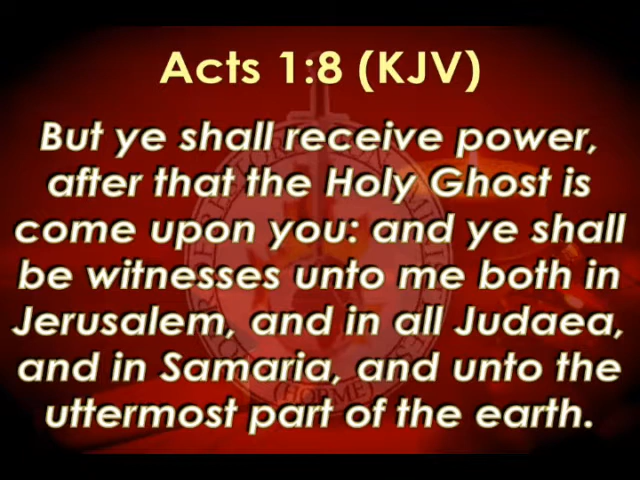 Acts 1:8 (KJV)
But ye shall receive power,
after that the Holy Ghost is
come upon you: and ye shall
be witnesses unto me both in
Jerusalem, and in all Judaea,
and in Samaria, and unto the
uttermost part of the earth.
(HORME)